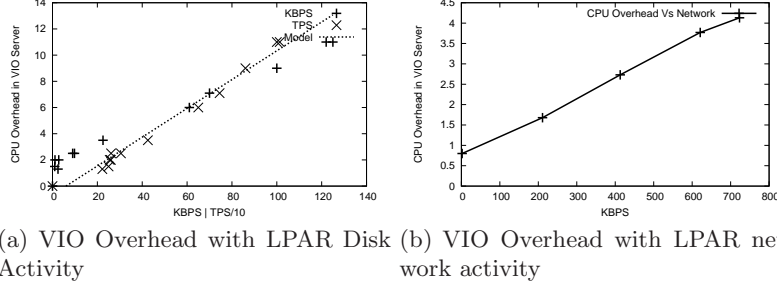 14
12
10
8
6
4
2
0
CPU Overhead in VIO Server
KBPS
TPS
Model
0 20 40 60 80 100 120 140
KBPS | TPS/10
4.5
4
3.5
3
2.5
2
1.5
1
0.5
0
CPU Overhead in VIO Server
CPU Overhead Vs Network
0 100 200 300 400 500 600 700 800
KBPS
(a) VIO Overhead with LPAR Disk
Activity
(b) VIO Overhead with LPAR net
work activity